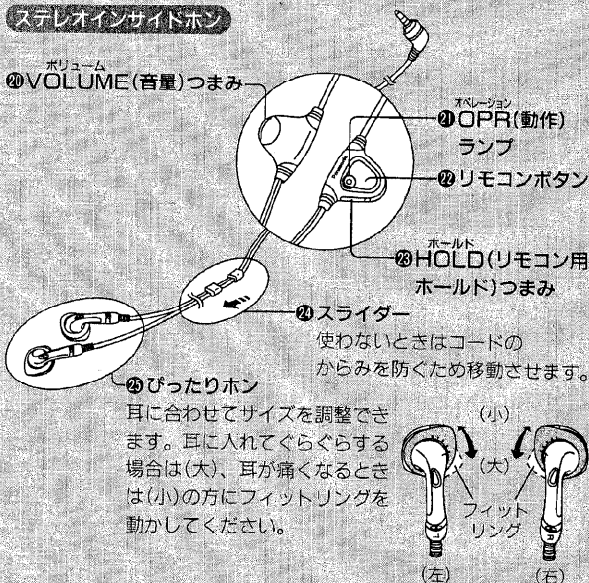 ステレオインサイドホン
ボリューム
⑳VOLUME(音量)つまみ
オペレーション
㉑OPR(動作)
ランプ
㉒リモコンボタン
ホールド
㉓HOLD(リモコン用
ホールド)つまみ
㉔スライダー
使わないときはコードの
からみを防ぐため移動させます。
㉕ぴったりホン
耳に合わせてサイズを調整でき
ます。耳に入れてぐらぐらする
場合は(大)、耳が痛くなるとき
は(小)の方にフィットリングを
動かしてください。
(小)
(大)
フィット
リング
L
R
(左)
(右)